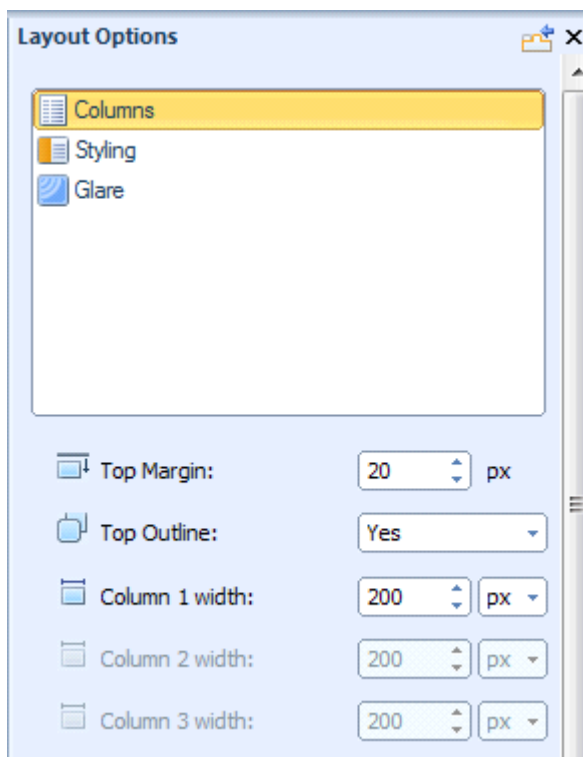 Layout Options
Columns
Styling
Glare
Top Margin: 20 px
Top Outline: Yes
Column 1 width: 200 px
Column 2 width: 200 px
Column 3 width: 200 px